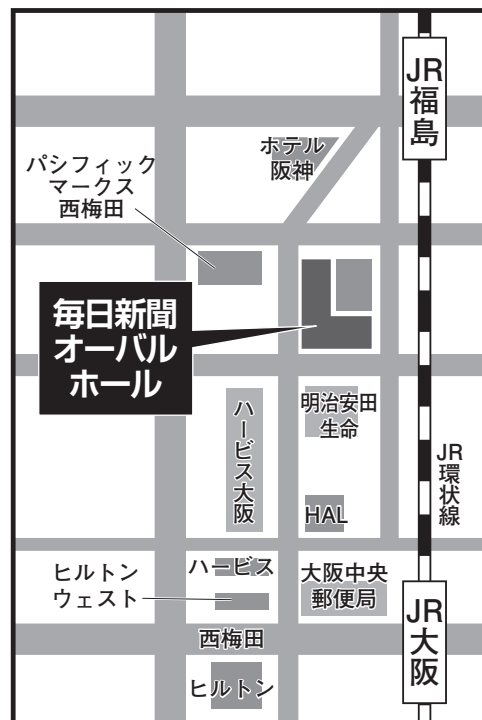 JR
福島
ホテル
阪神
パシフィック
マークス
西梅田
毎日新聞
オーバル
ホール
明治安田
生命
ハービス大阪
JR
環状線
HAL
ハービス
大阪中央
郵便局
ヒルトン
ウェスト
JR
大阪
西梅田
ヒルトン